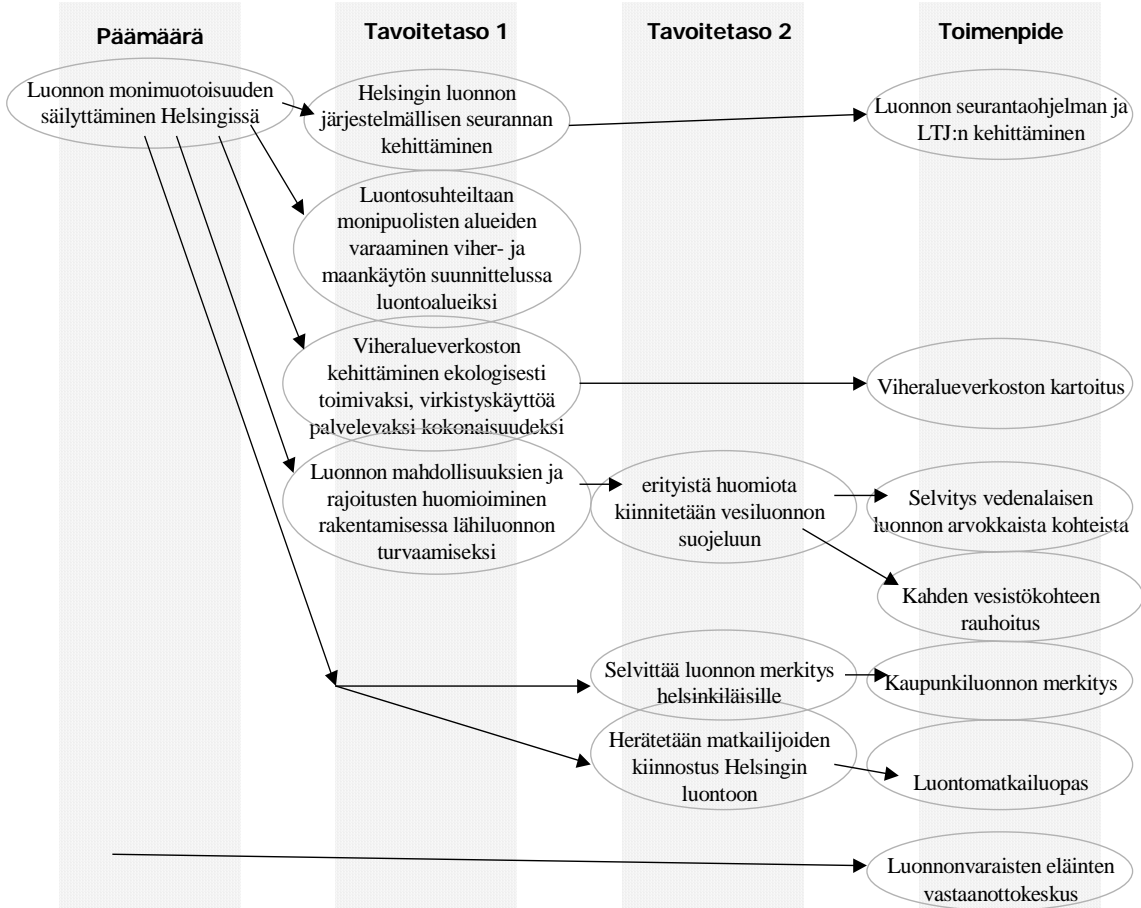 Päämäärä
Tavoitetaso 1
Tavoitetaso 2
Toimenpide
Luonnon monimuotoisuuden
säilyttäminen Helsingissä
Helsingin luonnon
järjestelmällisen seurannan
kehittäminen
Luonnon seurantaohjelman ja
LTJ:n kehittäminen
Luontosuhteiltaan
monipuolisten alueiden
varaaminen viher- ja
maankäytön suunnittelussa
luontoalueiksi
Viheralueverkoston
kehittäminen ekologisesti
toimivaksi, virkistyskäyttöä
palvelevaksi kokonaisuudeksi
Viheralueverkoston kartoitus
Luonnon mahdollisuuksien ja
rajoitusten huomioiminen
rakentamisessa lähiluonnon
turvaamiseksi
erityistä huomiota
kiinnitetään vesiluonnon
suojeluun
Selvitys vedenalaisen
luonnon arvokkaista kohteista
Kahden vesistökohteen
rauhoitus
Selvittää luonnon merkitys
helsinkiläisille
Kaupunkiluonnon merkitys
Herätetään matkailijoiden
kiinnostus Helsingin
luontoon
Luontomatkailuopas
Luonnonvaraisten eläinten
vastaanottokeskus